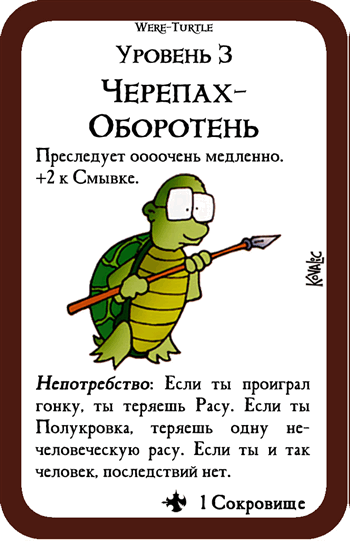 Were-Turtle
Уровень 3
Черепах-
Оборотень
Преследует оооочень медленно.
+2 к Смывке.
Kovalic
Непотребство: Если ты проиграл
гонку, ты теряешь Расу. Если ты
Полукровка, теряешь одну не-
человеческую расу. Если ты и так
человек, последствий нет.
1 Сокровище